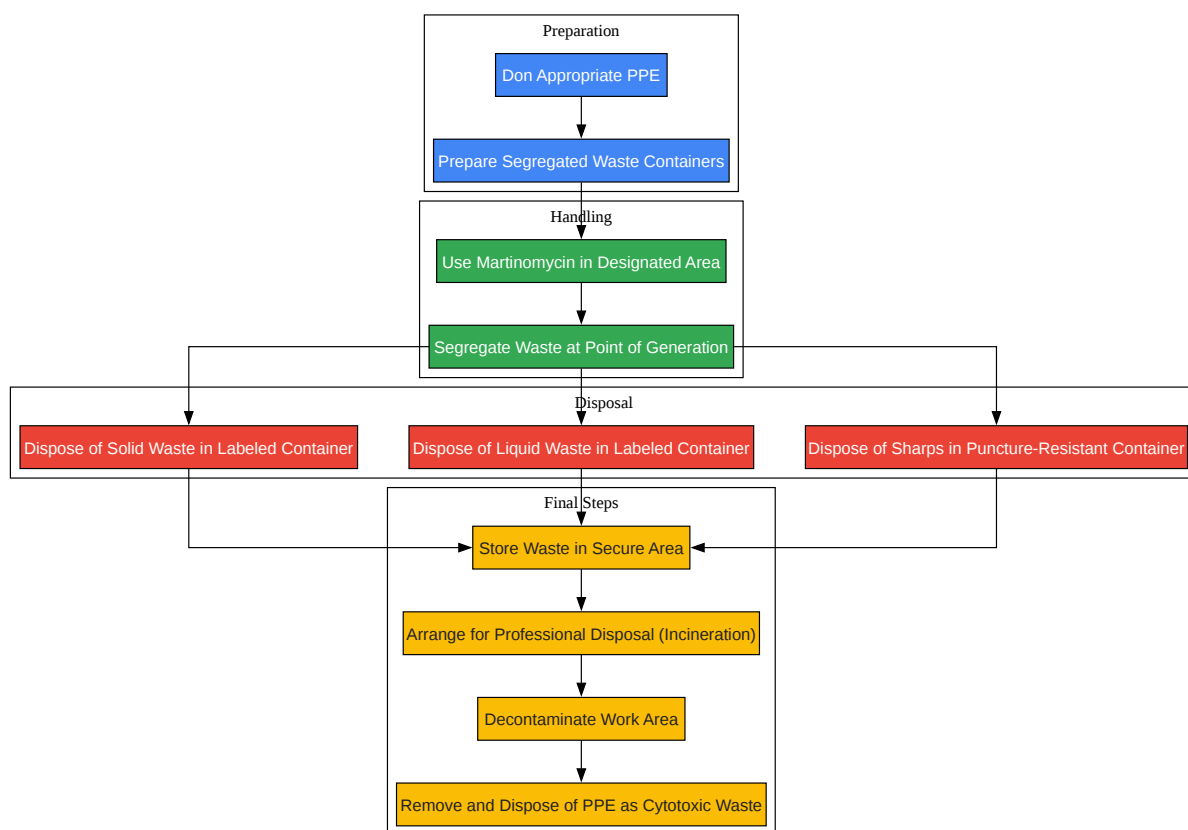 Preparation
Don Appropriate PPE
Prepare Segregated Waste Containers
Handling
Use Martinomycin in Designated Area
Segregate Waste at Point of Generation
Disposal
Dispose of Solid Waste in Labeled Container
Dispose of Liquid Waste in Labeled Container
Dispose of Sharps in Puncture-Resistant Container
Final Steps
Store Waste in Secure Area
Arrange for Professional Disposal (Incineration)
Decontaminate Work Area
Remove and Dispose of PPE as Cytotoxic Waste